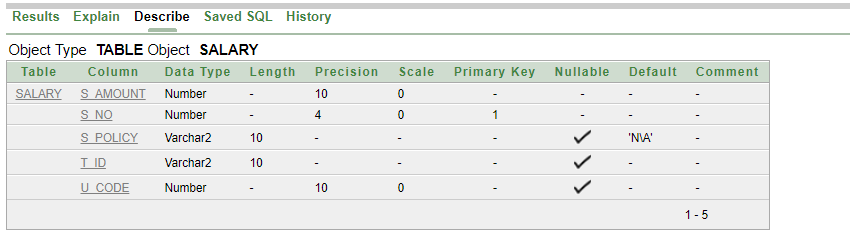 Results Explain Describe Saved SQL History
Object Type TABLE Object SALARY
Table Column Data Type Length Precision Scale Primary Key Nullable Default Comment
SALARY S_AMOUNT Number - 10 0 - - - -
S_NO Number - 4 0 1 - - -
S_POLICY Varchar2 10 - - - ✓ 'N\A' -
T_ID Varchar2 10 - - - ✓ - -
U_CODE Number - 10 0 - ✓ - -
1 - 5